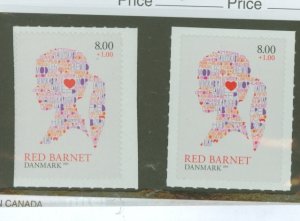 Price
Price
8.00
+1.00
RED BARNET
DANMARK
8.00
+1.00
RED BARNET
DANMARK
N CANADA